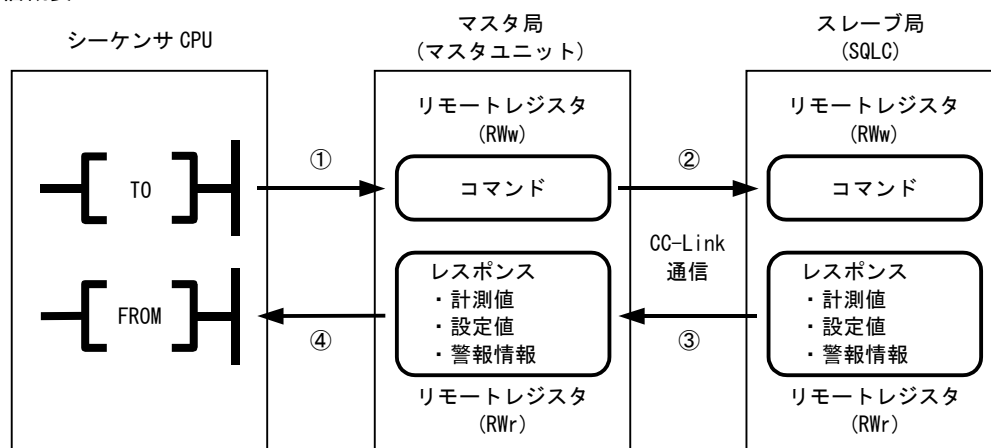 シーケンサ CPU
マスタ局
(マスタユニット)
スレーブ局
(SQLC)
リモートレジスタ
(RWw)
リモートレジスタ
(RWw)
TO
①
コマンド
②
コマンド
CC-Link
通信
FROM
④
レスポンス
・計測値
・設定値
・警報情報
③
レスポンス
・計測値
・設定値
・警報情報
リモートレジスタ
(RWr)
リモートレジスタ
(RWr)